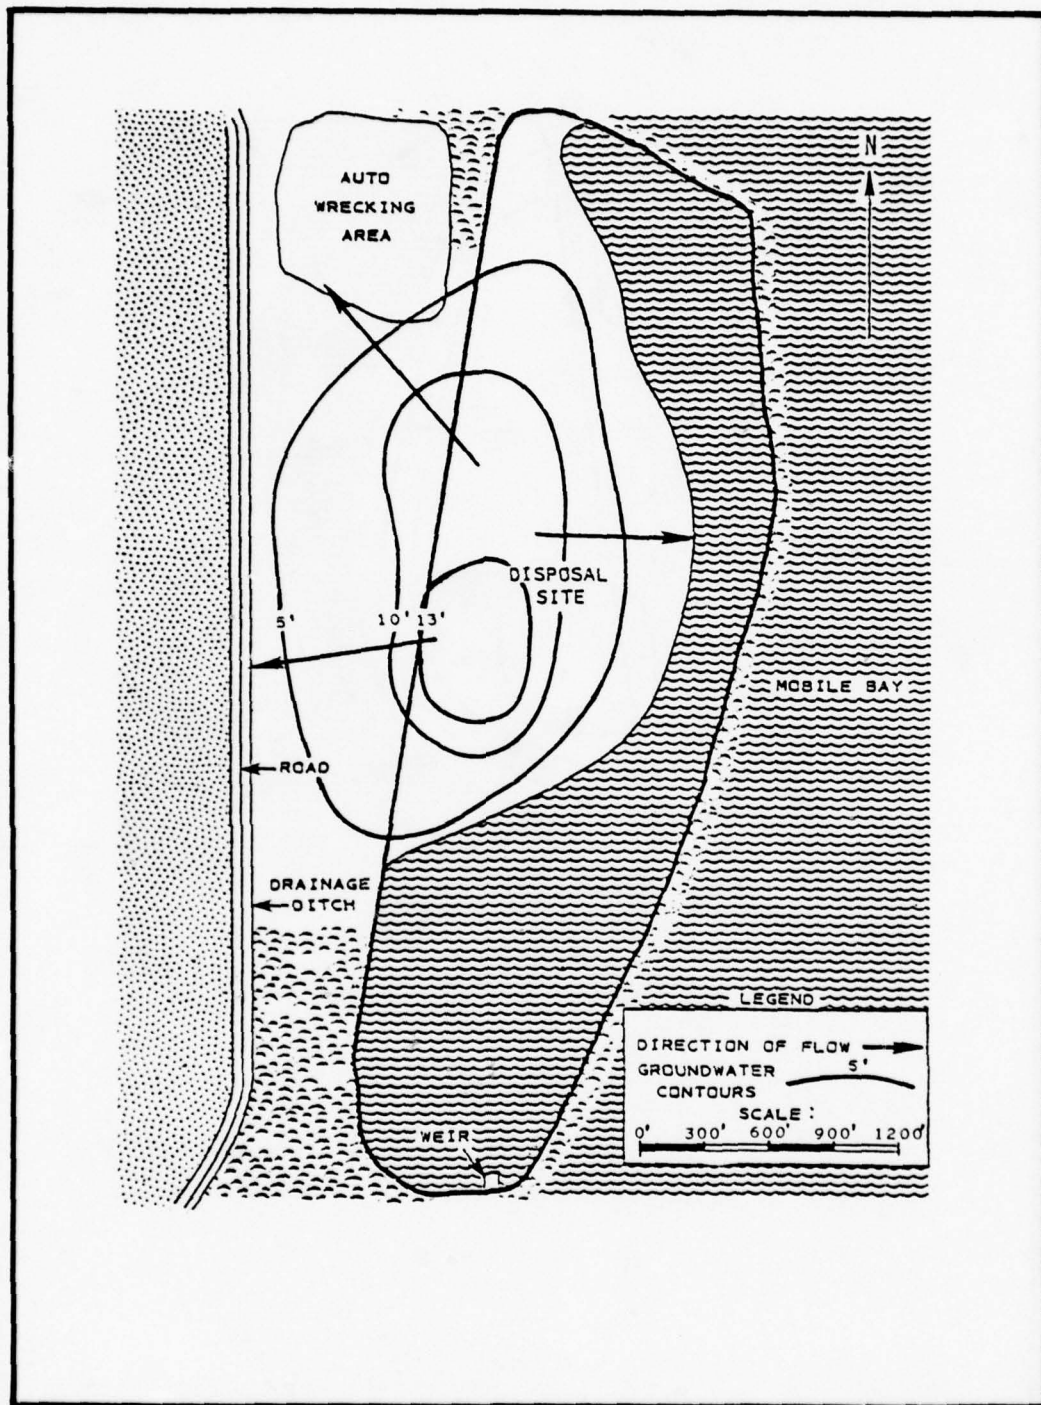 N
AUTO
WRECKING
AREA
DISPOSAL
SITE
5'
10'
13'
MOBILE BAY
ROAD
DRAINAGE
DITCH
LEGEND
DIRECTION OF FLOW
GROUNDWATER
CONTOURS
5'
SCALE:
0' 300' 600' 900' 1200'
WEIR